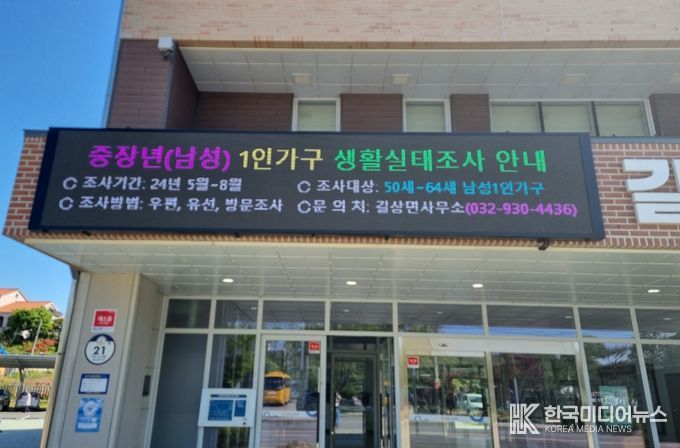 중장년(남성) 1인가구 생활실태조사 안내
조사기간: 24년 5월~8월
조사대상: 50세~64세 남성1인가구
조사방법: 우편, 유선, 방문조사
문 의 처: 길상면사무소(032-930-4436)
길
21
한국미디어뉴스
KOREA MEDIA NEWS